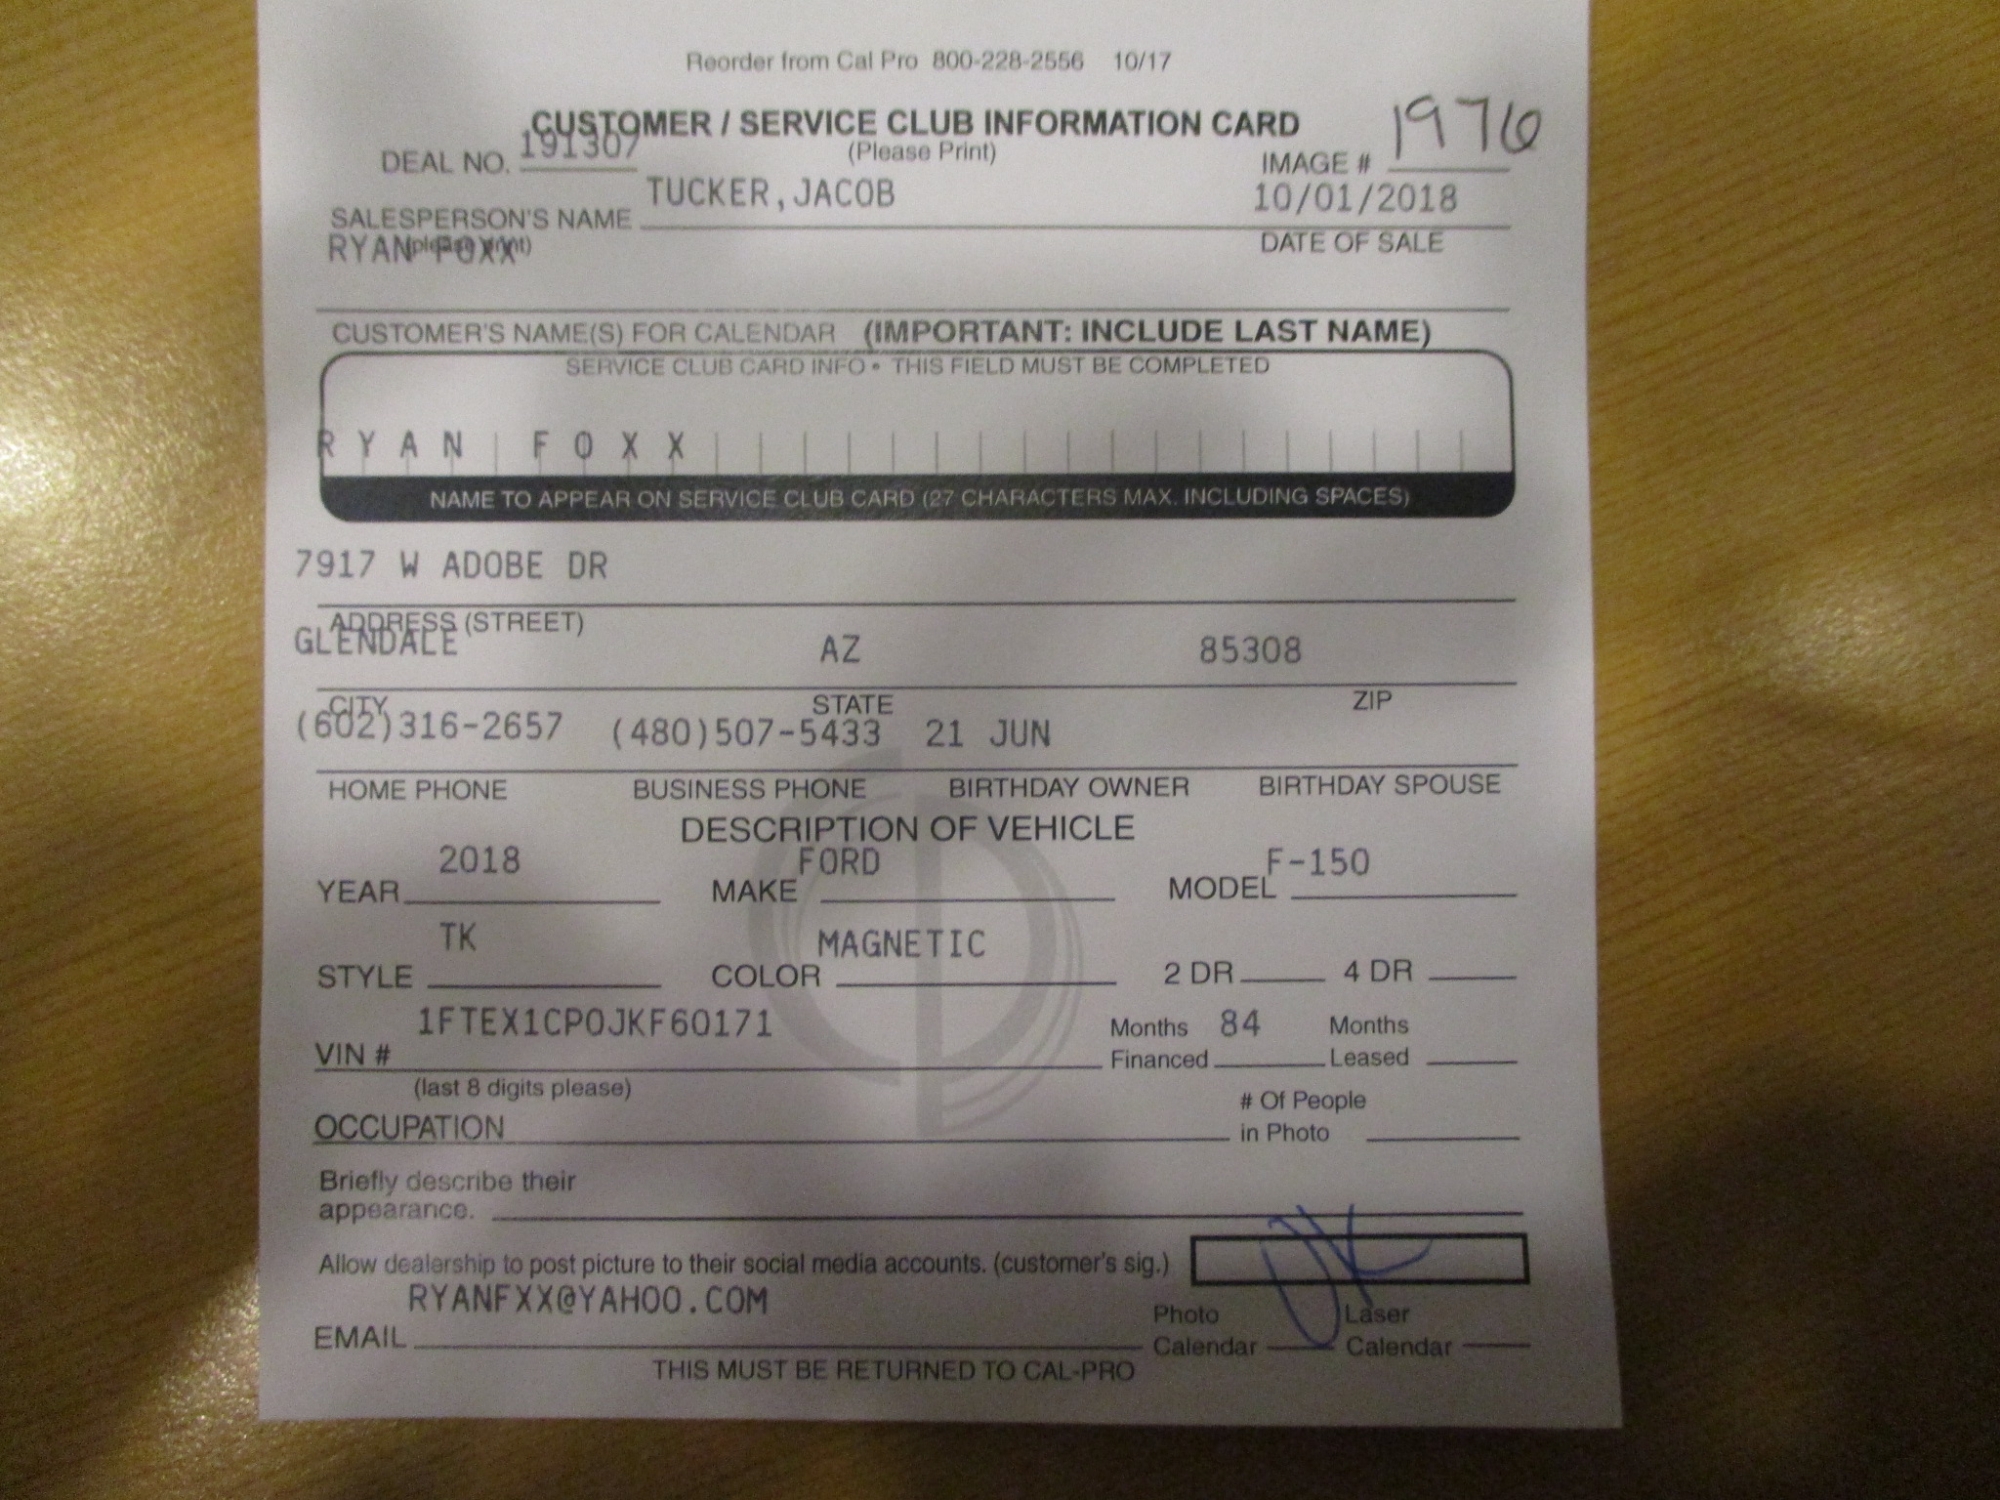 Reorder from Cal Pro 800-228-2556 10/17
CUSTOMER / SERVICE CLUB INFORMATION CARD
1976
DEAL NO. 191307 (Please Print) IMAGE #
TUCKER,JACOB 10/01/2018
SALESPERSON'S NAME DATE OF SALE
(please print)
RYAN FOXX
CUSTOMER'S NAME(S) FOR CALENDAR (IMPORTANT: INCLUDE LAST NAME)
SERVICE CLUB CARD INFO • THIS FIELD MUST BE COMPLETED
RYAN FOXX
NAME TO APPEAR ON SERVICE CLUB CARD (27 CHARACTERS MAX. INCLUDING SPACES)
7917 W ADOBE DR
ADDRESS (STREET)
GLENDALE AZ 85308
CITY STATE ZIP
(602)316-2657 (480)507-5433 21 JUN
HOME PHONE BUSINESS PHONE BIRTHDAY OWNER BIRTHDAY SPOUSE
DESCRIPTION OF VEHICLE
2018 FORD F-150
YEAR MAKE MODEL
TK MAGNETIC
STYLE COLOR 2 DR 4 DR
1FTEX1CP0JKF60171 Months 84 Months
VIN # Financed Leased
(last 8 digits please)
# Of People
OCCUPATION in Photo
Briefly describe their
appearance.
Allow dealership to post picture to their social media accounts. (customer's sig.)
RYANFXX@YAHOO.COM
Photo Laser
EMAIL Calendar Calendar
THIS MUST BE RETURNED TO CAL-PRO